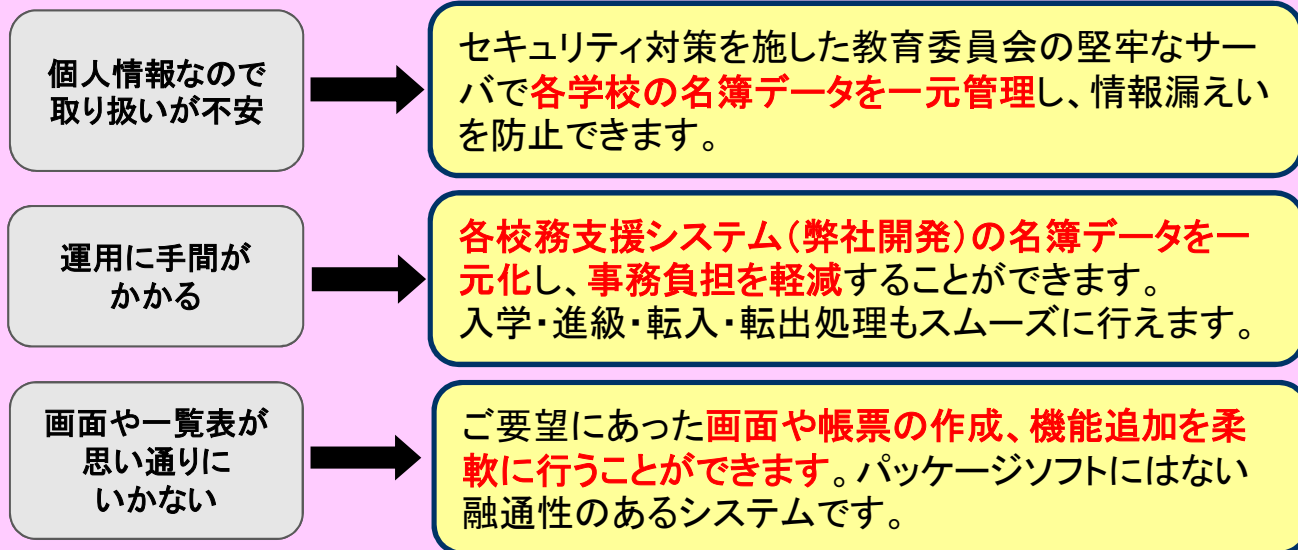 個人情報なので
取り扱いが不安
セキュリティ対策を施した教育委員会の堅牢なサー
バで各学校の名簿データを一元管理し、情報漏えい
を防止できます。
運用に手間が
かかる
各校務支援システム(弊社開発)の名簿データを一
元化し、事務負担を軽減することができます。
入学・進級・転入・転出処理もスムーズに行えます。
画面や一覧表が
思い通りに
いかない
ご要望にあった画面や帳票の作成、機能追加を柔
軟に行うことができます。パッケージソフトにはない
融通性のあるシステムです。